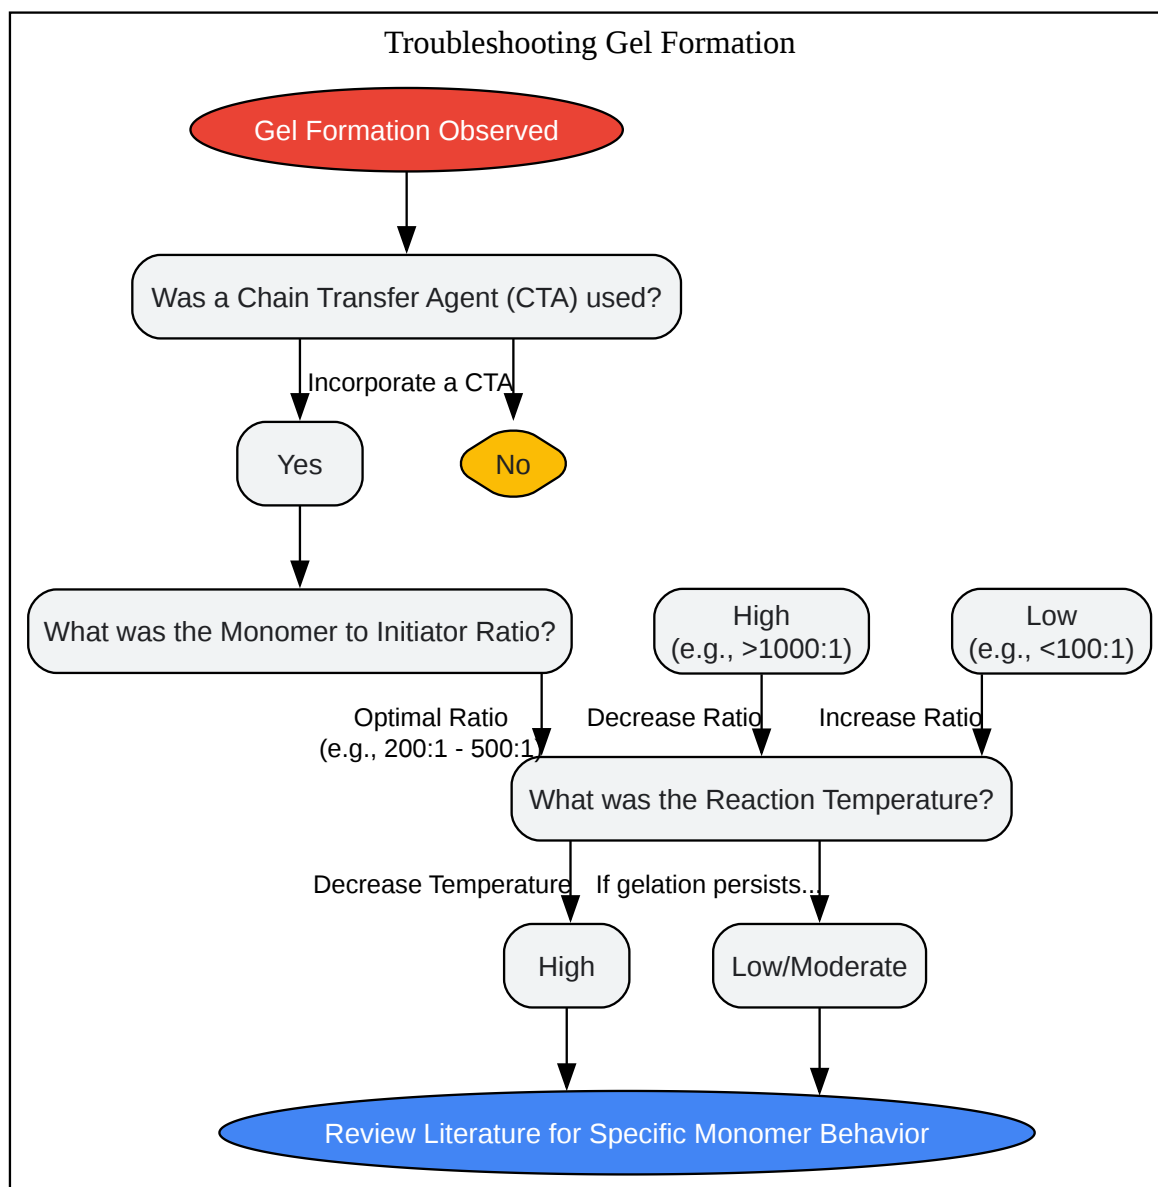 Troubleshooting Gel Formation
Gel Formation Observed
Was a Chain Transfer Agent (CTA) used?
Incorporate a CTA
Yes
No
What was the Monomer to Initiator Ratio?
High
(e.g., >1000:1)
Low
(e.g., <100:1)
Optimal Ratio
(e.g., 200:1 - 500:1)
Decrease Ratio
Increase Ratio
What was the Reaction Temperature?
Decrease Temperature
If gelation persists...
High
Low/Moderate
Review Literature for Specific Monomer Behavior